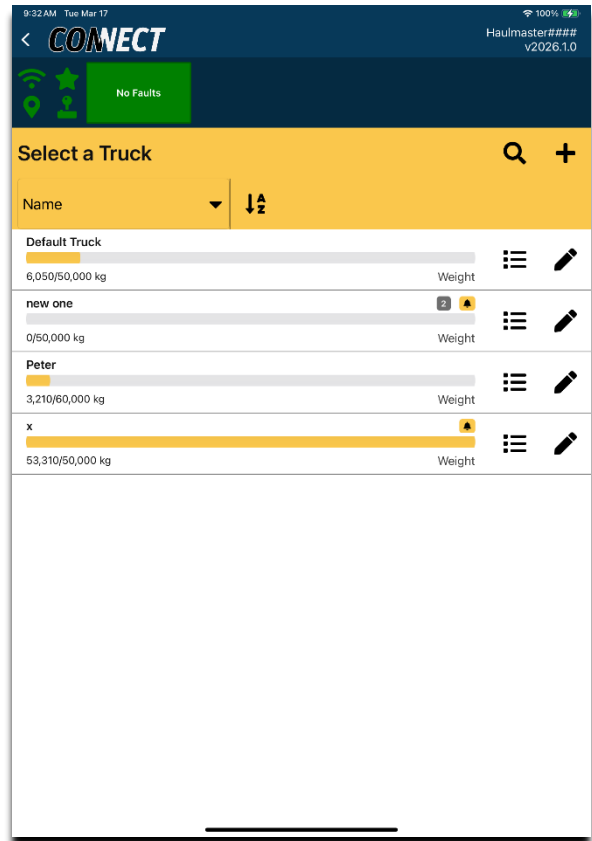 9:32 AM Tue Mar 17
100%
CONNECT
Haulmaster####
v2026.1.0
No Faults
Select a Truck
Name
A
Z
Default Truck
6,050/50,000 kg
Weight
new one
2
0/50,000 kg
Weight
Peter
3,210/60,000 kg
Weight
x
53,310/50,000 kg
Weight